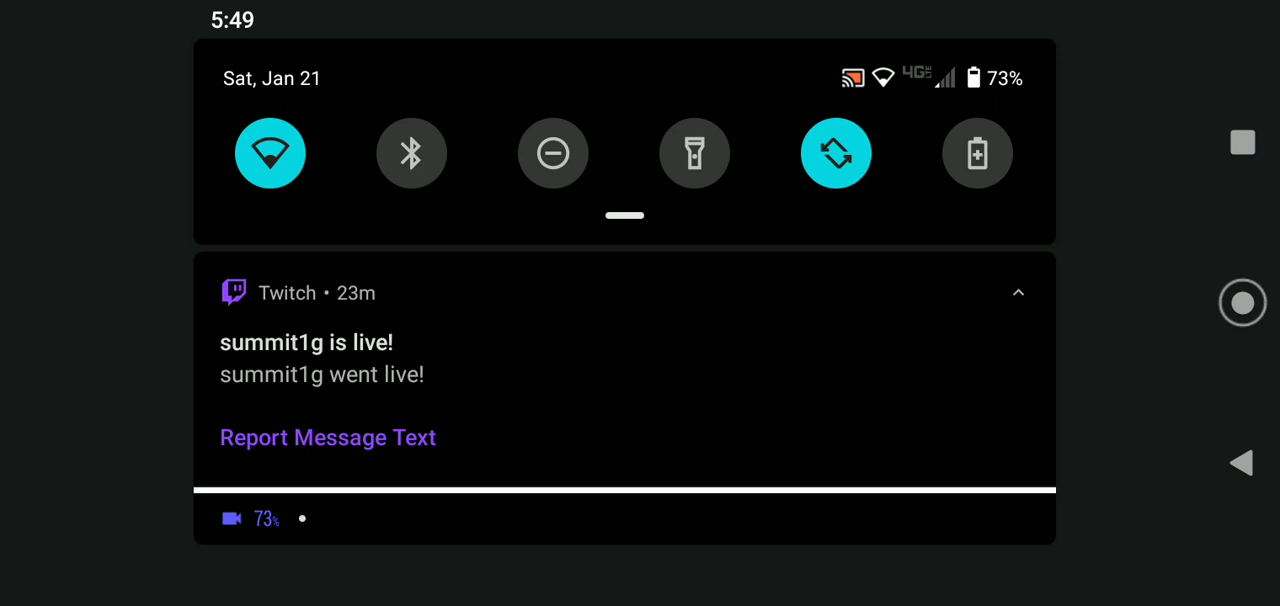 5:49
Sat, Jan 21
4G LTE
73%
Twitch • 23m
summit1g is live!
summit1g went live!
Report Message Text
73%